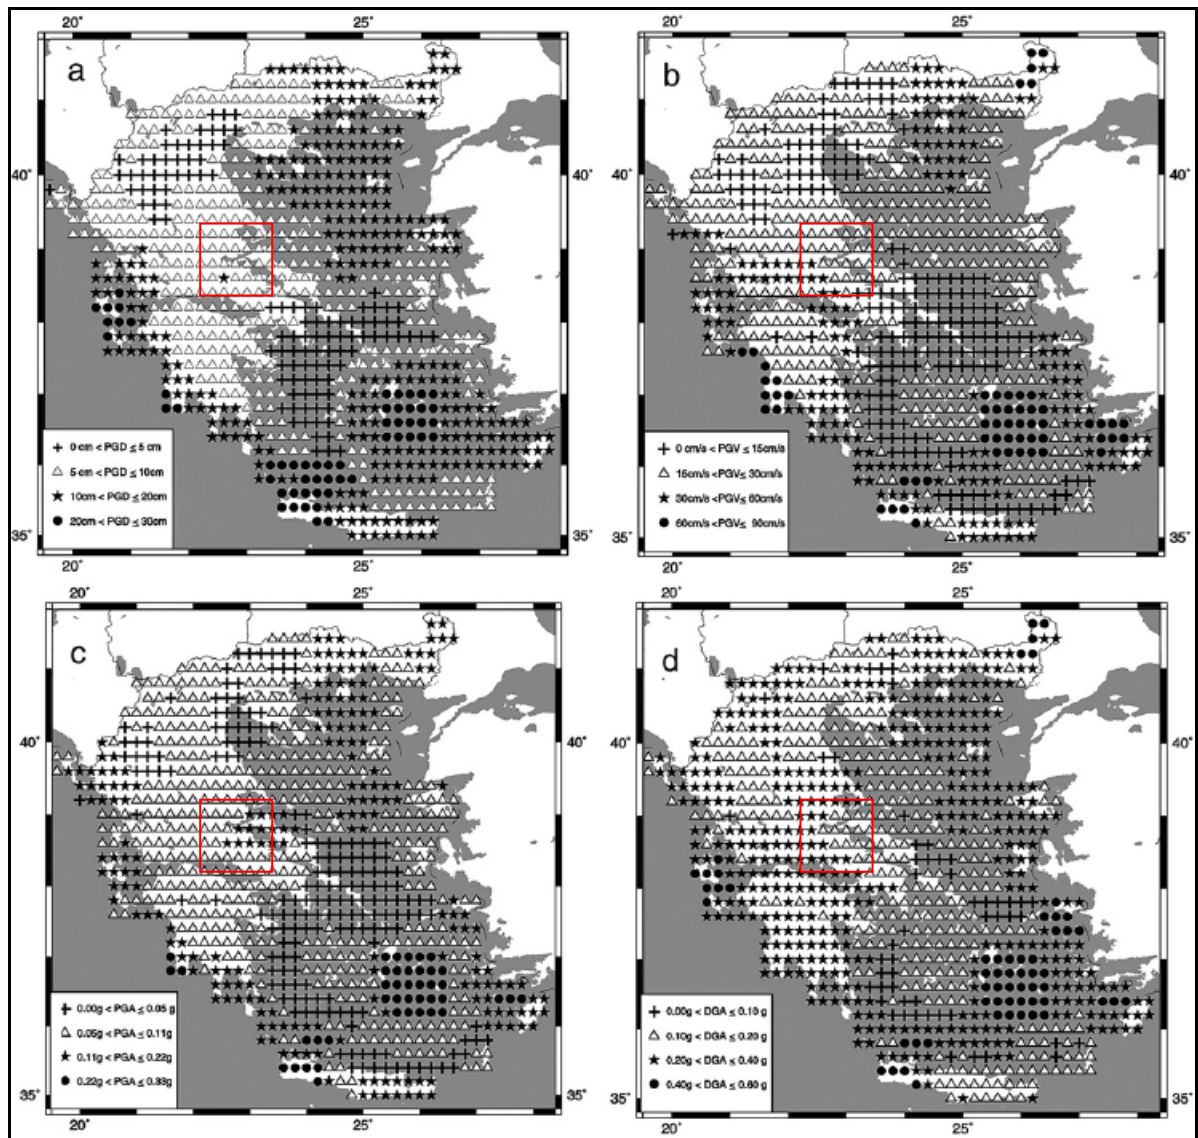 20° 25° 20° 25°
a b
40° 40° 40° 40°
+ 0 cm < PGD ≤ 5 cm
△ 5 cm < PGD ≤ 10cm
★ 10cm < PGD ≤ 20cm
● 20cm < PGD ≤ 30cm
+ 0 cm/s < PGV ≤ 15cm/s
△ 15cm/s < PGV≤ 30cm/s
★ 30cm/s < PGV≤ 60cm/s
● 60cm/s < PGV≤ 90cm/s
35° 35° 35° 35°
20° 25° 20° 25°
20° 25° 20° 25°
c d
40° 40° 40° 40°
+ 0.00g < PGA ≤ 0.05 g
△ 0.05g < PGA ≤ 0.11g
★ 0.11g < PGA ≤ 0.22g
● 0.22g < PGA ≤ 0.33g
+ 0.00g < DGA ≤ 0.10 g
△ 0.10g < DGA ≤ 0.20 g
★ 0.20g < DGA ≤ 0.40 g
● 0.40g < DGA ≤ 0.60 g
35° 35° 35° 35°
20° 25° 20° 25°